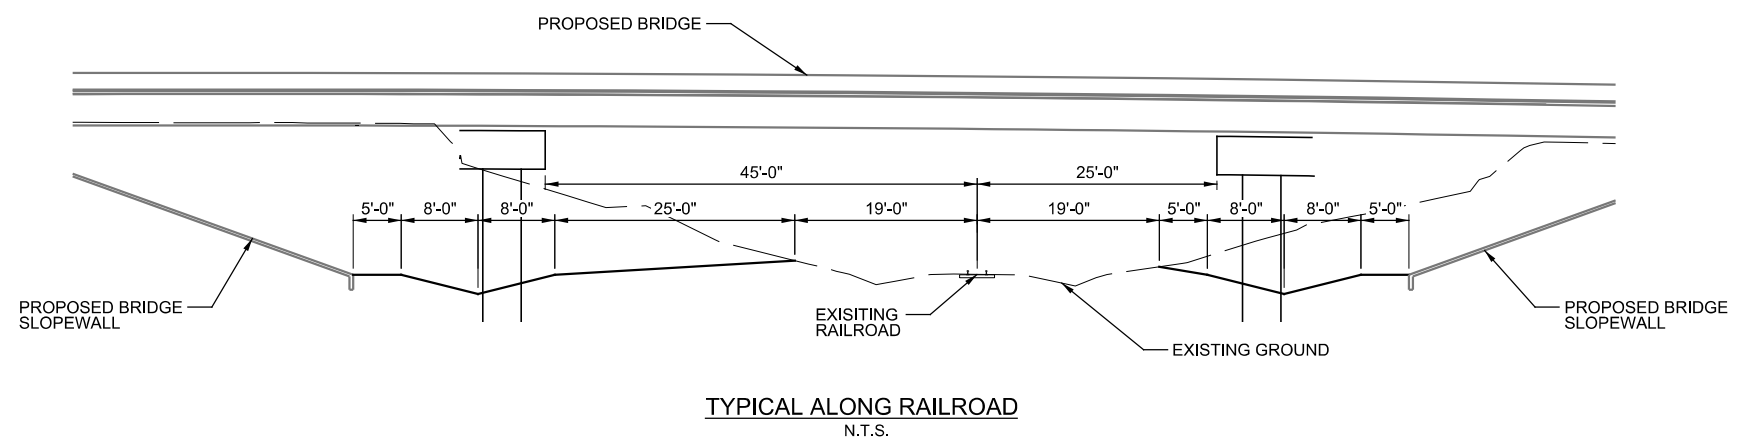 PROPOSED BRIDGE
45'-0"
25'-0"
5'-0"
8'-0"
8'-0"
25'-0"
19'-0"
19'-0"
5'-0"
8'-0"
8'-0"
5'-0"
PROPOSED BRIDGE
SLOPEWALL
EXISITING
RAILROAD
EXISTING GROUND
PROPOSED BRIDGE
SLOPEWALL
TYPICAL ALONG RAILROAD
N.T.S.